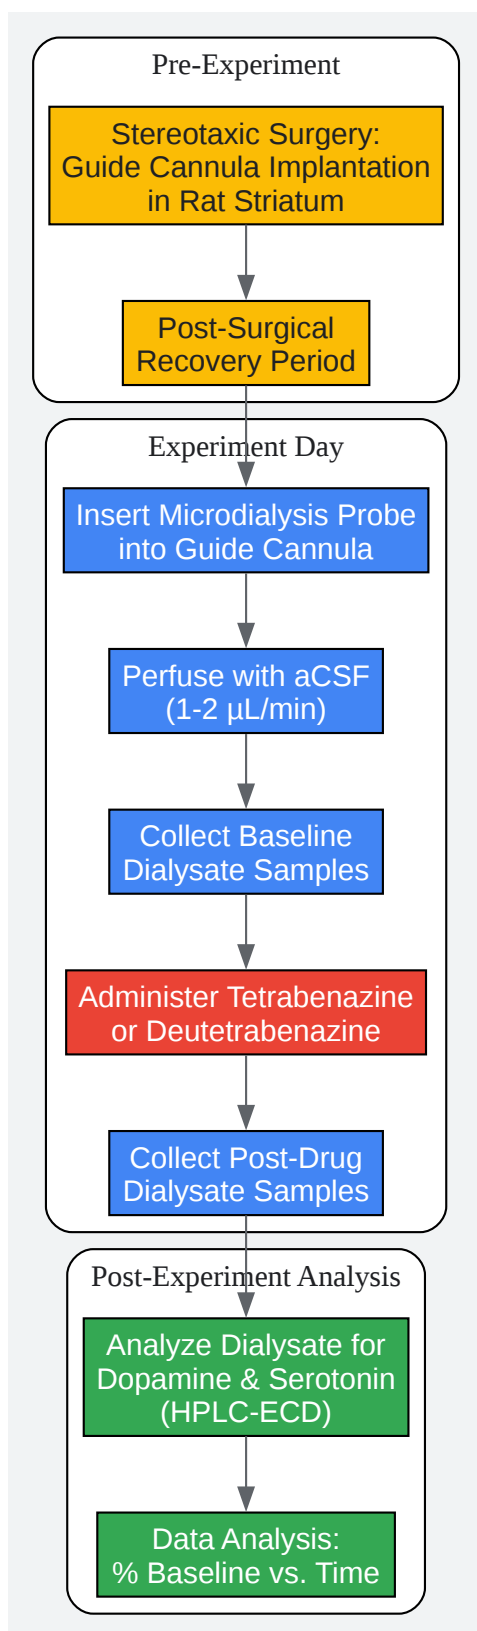 Pre-Experiment
Stereotaxic Surgery:
Guide Cannula Implantation
in Rat Striatum
Post-Surgical
Recovery Period
Experiment Day
Insert Microdialysis Probe
into Guide Cannula
Perfuse with aCSF
(1-2 µL/min)
Collect Baseline
Dialysate Samples
Administer Tetrabenazine
or Deutetrabenazine
Collect Post-Drug
Dialysate Samples
Post-Experiment Analysis
Analyze Dialysate for
Dopamine & Serotonin
(HPLC-ECD)
Data Analysis:
% Baseline vs. Time